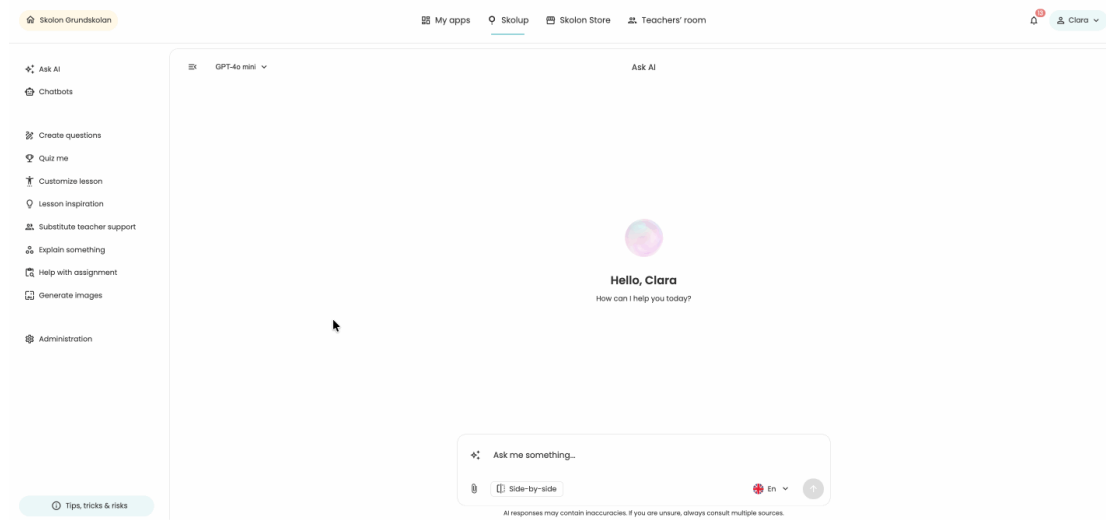 Skolon Grundskolan
My apps
Skolup
Skolon Store
Teachers' room
13
Clara
Ask AI
Chatbots
Create questions
Quiz me
Customize lesson
Lesson inspiration
Substitute teacher support
Explain something
Help with assignment
Generate images
Administration
Tips, tricks & risks
GPT-4o mini
Ask AI
Hello, Clara
How can I help you today?
Ask me something...
Side-by-side
En
AI responses may contain inaccuracies. If you are unsure, always consult multiple sources.